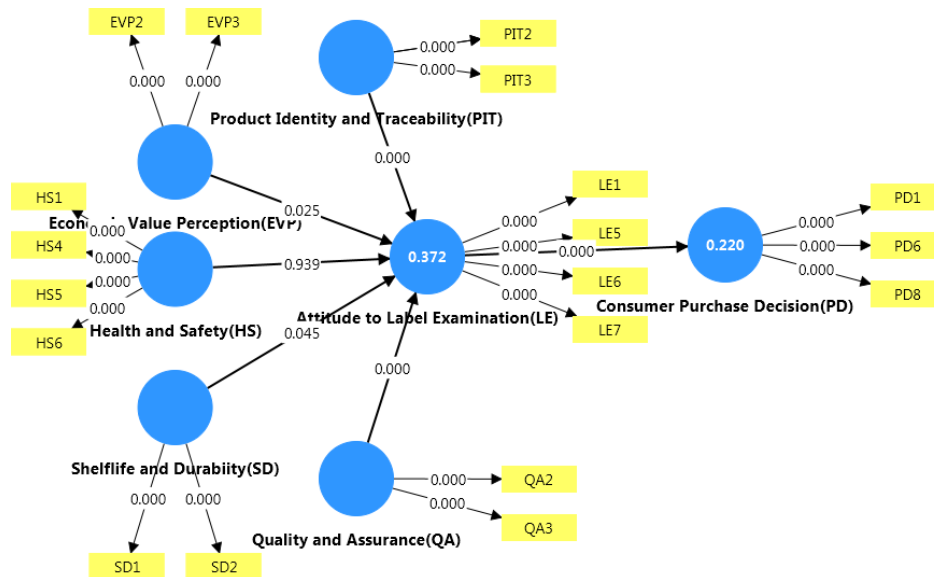 EVP2
EVP3
PIT2
PIT3
0.000
0.000
0.000
0.000
Product Identity and Traceability(PIT)
0.000
HS1
HS4
HS5
HS6
Economic Value Perception(EVP)
0.025
0.000
0.000
0.000
0.000
0.939
Health and Safety(HS)
0.372
Attitude to Label Examination(LE)
LE1
LE5
LE6
LE7
0.000
0.000
0.000
0.000
0.000
0.220
Consumer Purchase Decision(PD)
PD1
PD6
PD8
0.000
0.000
0.000
0.045
0.000
Shelflife and Durabiity(SD)
0.000
0.000
SD1
SD2
Quality and Assurance(QA)
0.000
0.000
QA2
QA3